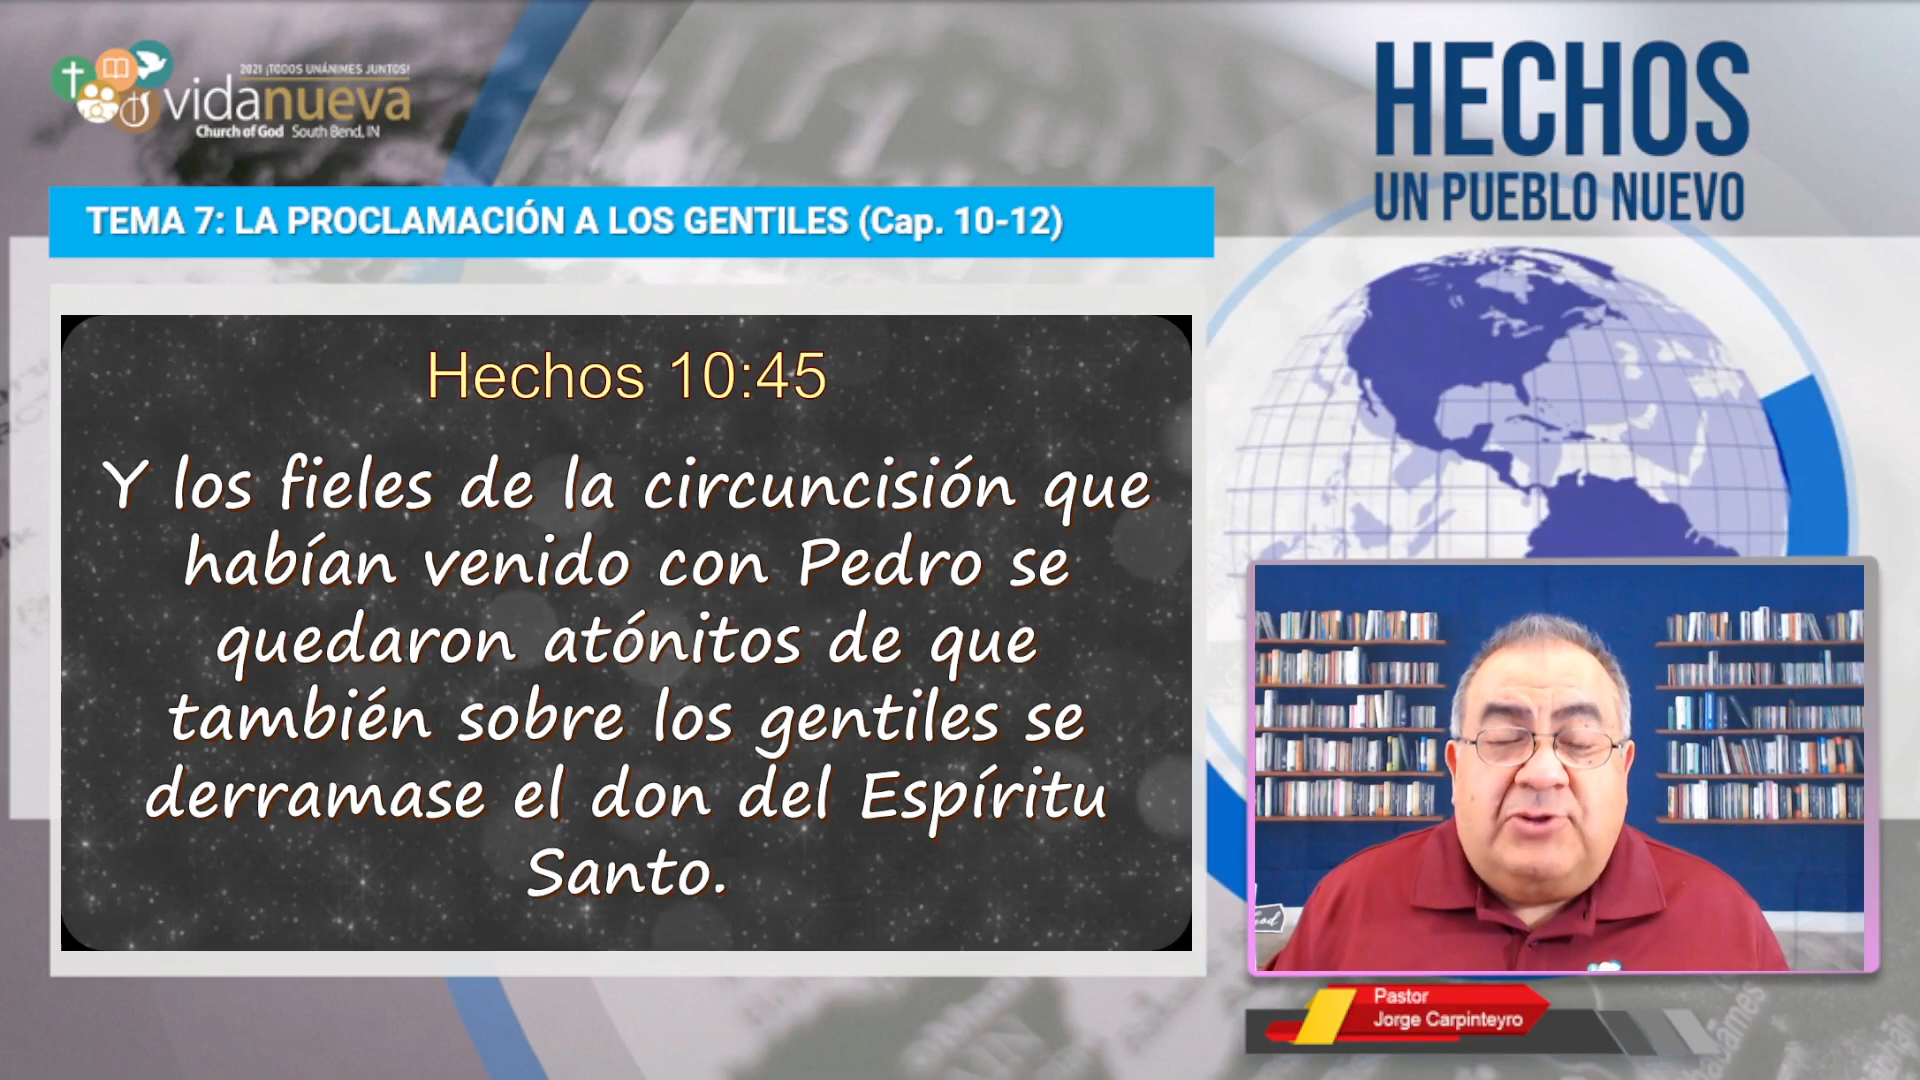 2021 ¡TODOS UNÁNIMES JUNTOS!
vidanueva
Church of God South Bend, IN
HECHOS
UN PUEBLO NUEVO
TEMA 7: LA PROCLAMACIÓN A LOS GENTILES (Cap. 10-12)
Hechos 10:45
Y los fieles de la circuncisión que
habían venido con Pedro se
quedaron atónitos de que
también sobre los gentiles se
derramase el don del Espíritu
Santo.
Pastor
Jorge Carpinteyro